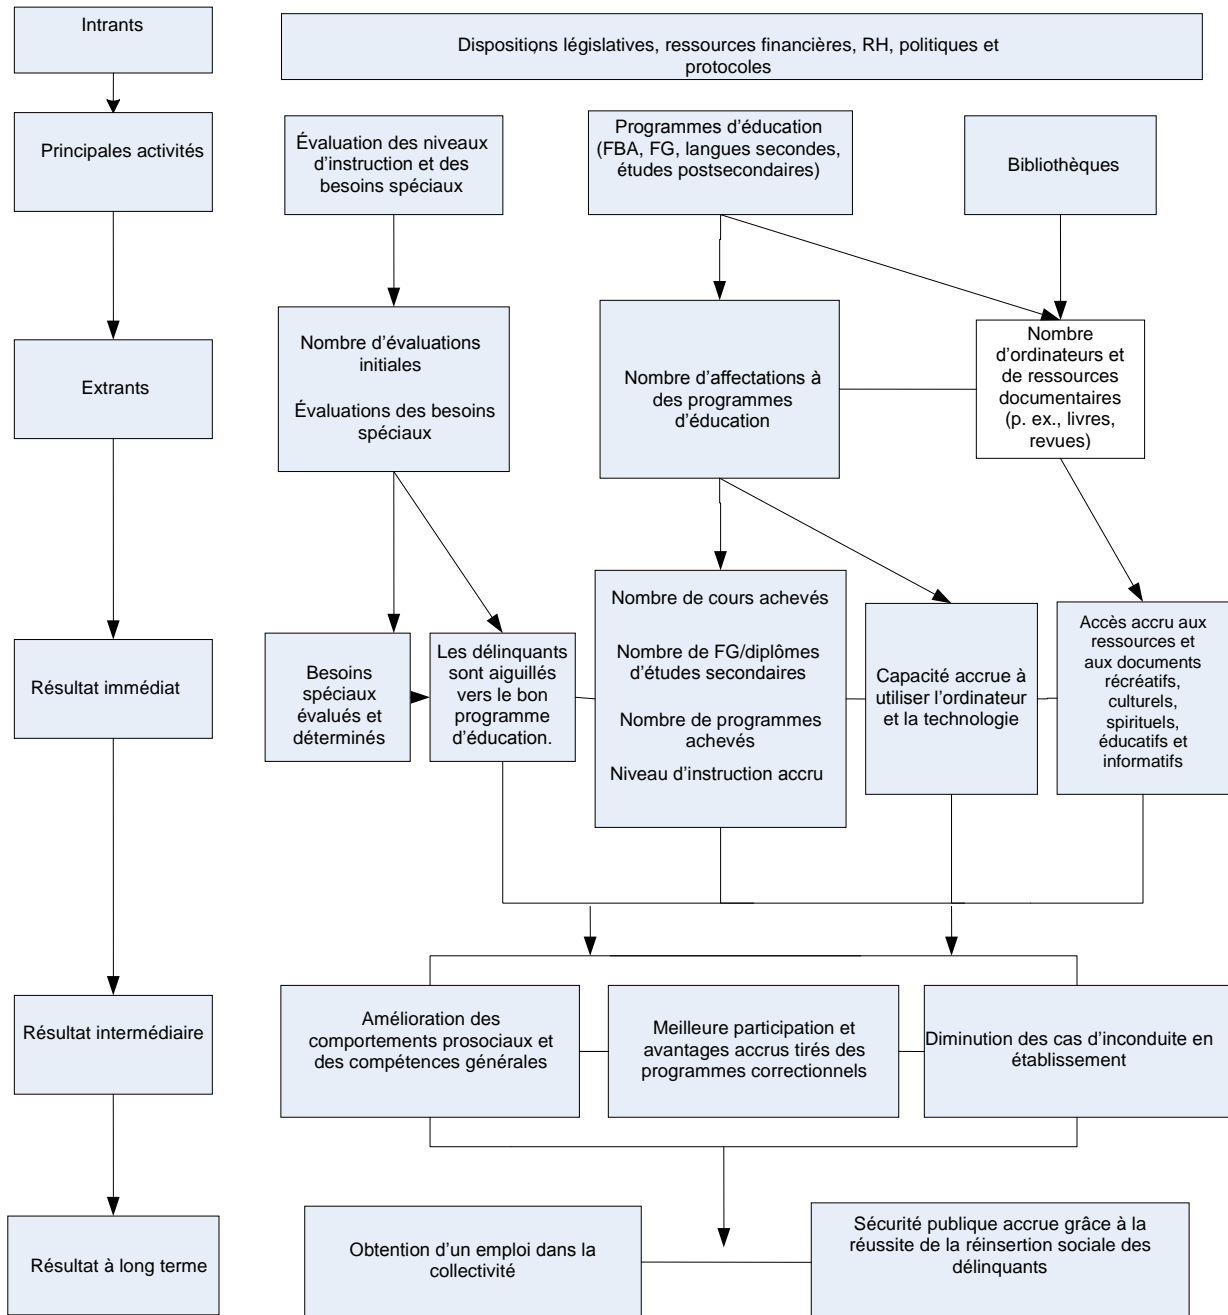 Intrants
Dispositions législatives, ressources financières, RH, politiques et
protocoles
Principales activités
Évaluation des niveaux
d’instruction et des
besoins spéciaux
Programmes d’éducation
(FBA, FG, langues secondes,
études postsecondaires)
Bibliothèques
Extrants
Nombre d’évaluations
initiales
Évaluations des besoins
spéciaux
Nombre d’affectations à
des programmes
d’éducation
Nombre
d’ordinateurs et
de ressources
documentaires
(p. ex., livres,
revues)
Résultat immédiat
Besoins
spéciaux
évalués et
déterminés
Les délinquants
sont aiguillés
vers le bon
programme
d’éducation.
Nombre de cours achevés
Nombre de FG/diplômes
d’études secondaires
Nombre de programmes
achevés
Niveau d’instruction accru
Capacité accrue à
utiliser l’ordinateur
et la technologie
Accès accru aux
ressources et
aux documents
récréatifs,
culturels,
spirituels,
éducatifs et
informatifs
Résultat intermédiaire
Amélioration des
comportements prosociaux et
des compétences générales
Meilleure participation et
avantages accrus tirés des
programmes correctionnels
Diminution des cas d’inconduite en
établissement
Résultat à long terme
Obtention d’un emploi dans la
collectivité
Sécurité publique accrue grâce à la
réussite de la réinsertion sociale des
délinquants